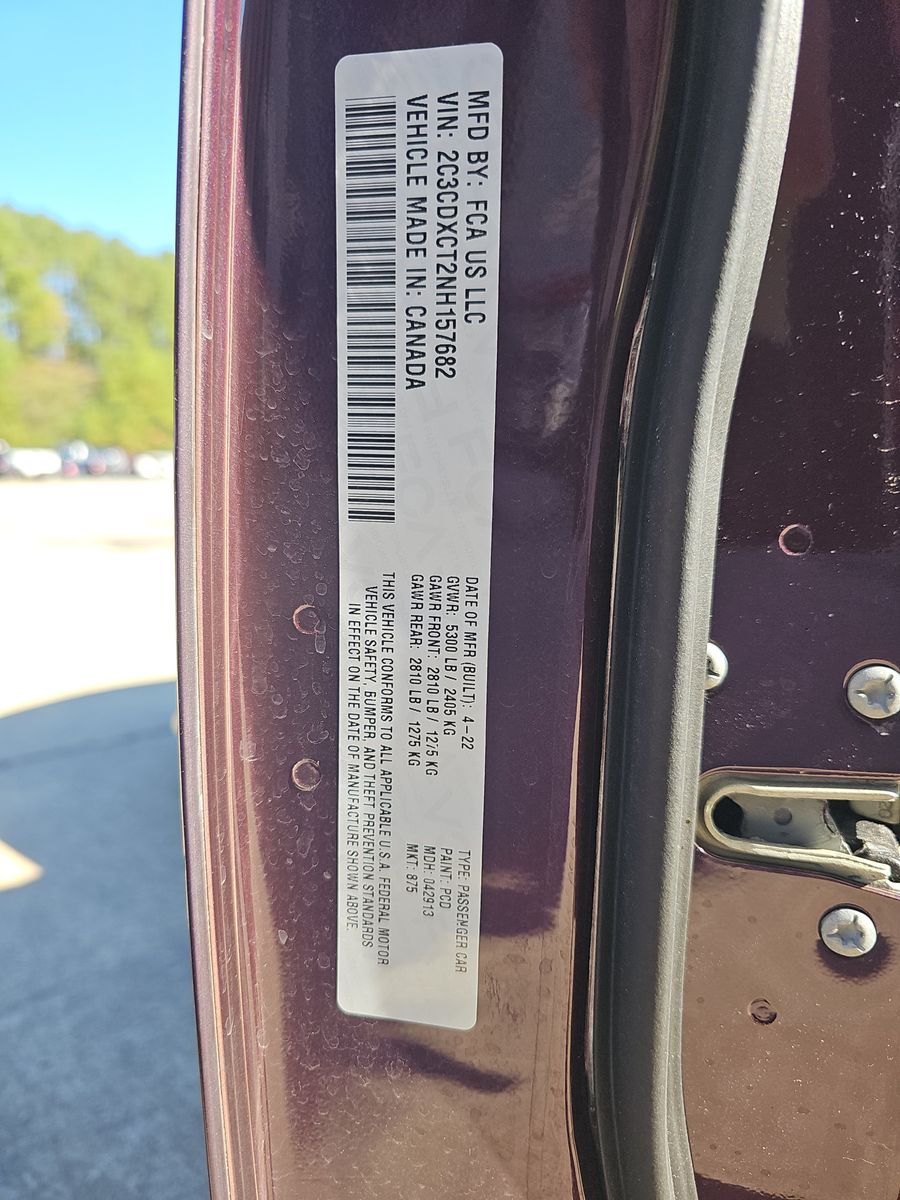 MFD BY: FCA US LLC
VIN: 2C3CDXCT2NH157682
VEHICLE MADE IN: CANADA
DATE OF MFR (BUILT): 4-22
GVWR: 5300 LB / 2405 KG
GAWR FRONT: 2810 LB / 1275 KG
GAWR REAR: 2810 LB / 1275 KG
TYPE: PASSENGER CAR
PAINT: PCD
MDH: 042913
MKT: 875
THIS VEHICLE CONFORMS TO ALL APPLICABLE U.S.A. FEDERAL MOTOR
VEHICLE SAFETY, BUMPER, AND THEFT PREVENTION STANDARDS
IN EFFECT ON THE DATE OF MANUFACTURE SHOWN ABOVE.